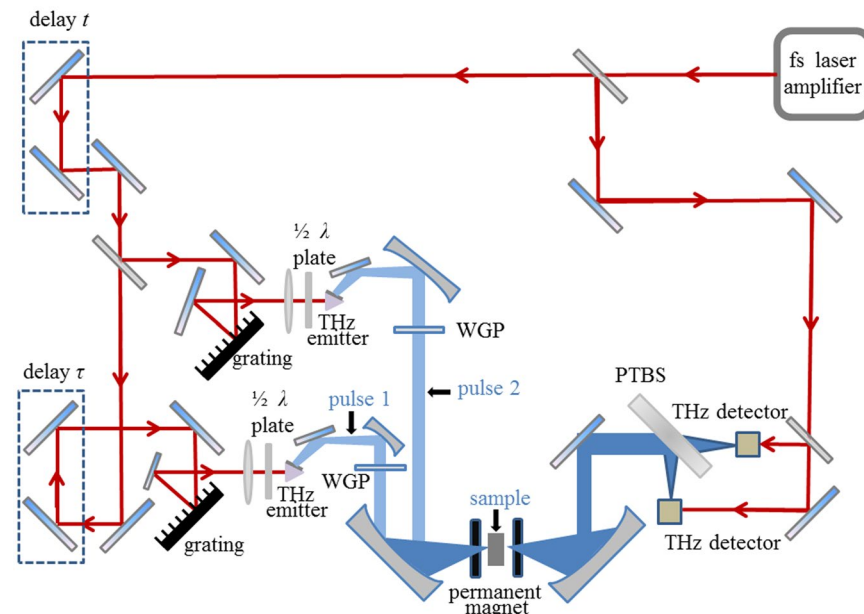 delay t
fs laser
amplifier
½ λ
plate
THz
emitter
WGP
grating
pulse 2
delay τ
½ λ
plate
pulse 1
PTBS
THz detector
WGP
THz
emitter
sample
grating
THz detector
permanent
magnet